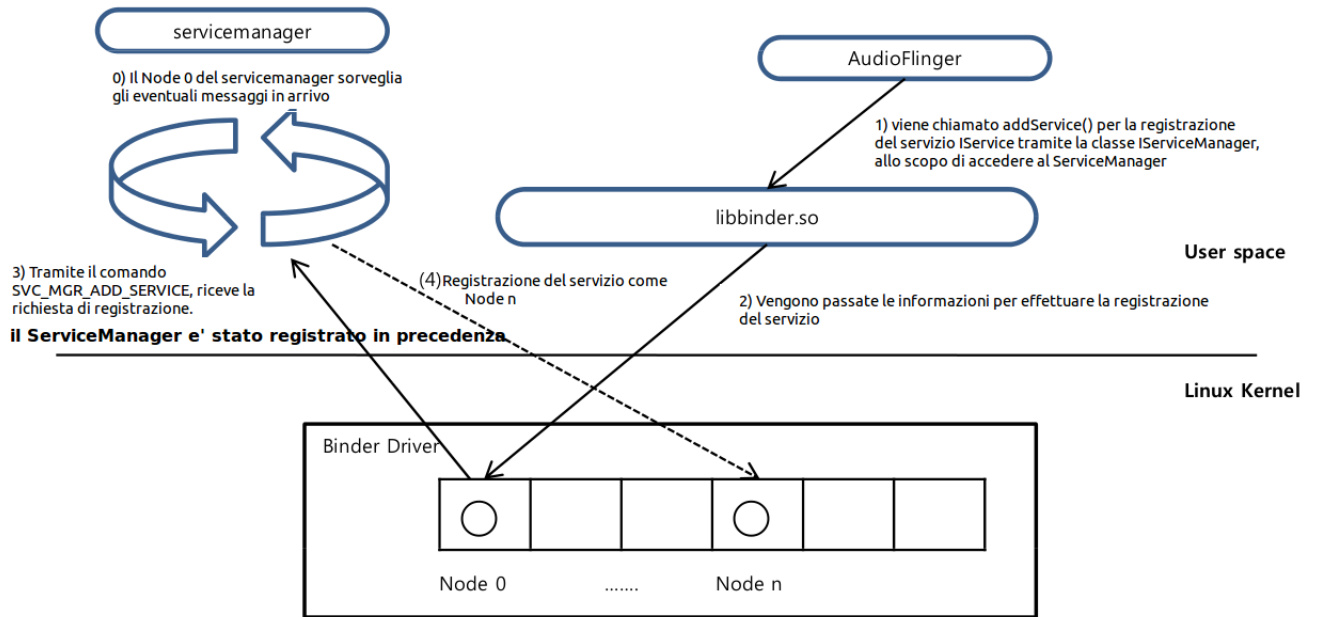 servicemanager
0) Il Node 0 del servicemanager sorveglia
gli eventuali messaggi in arrivo
AudioFlinger
1) viene chiamato addService() per la registrazione
del servizio IService tramite la classe IServiceManager,
allo scopo di accedere al ServiceManager
libbinder.so
User space
3) Tramite il comando
SVC_MGR_ADD_SERVICE, riceve la
richiesta di registrazione.
(4)Registrazione del servizio come
Node n
2) Vengono passate le informazioni per effettuare la registrazione
del servizio
il ServiceManager e' stato registrato in precedenza
Linux Kernel
Binder Driver
Node 0
.......
Node n